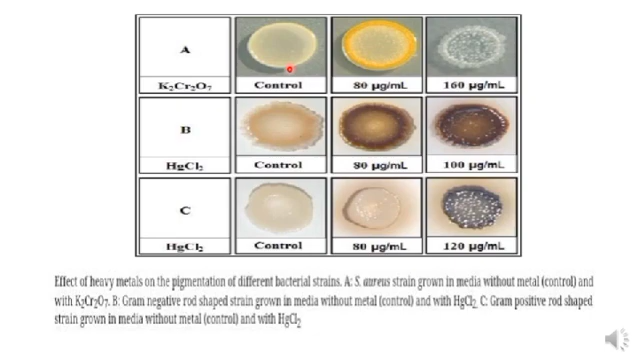 A
K₂Cr₂O₇ Control 80 µg/mL 160 µg/mL
B
HgCl₂ Control 80 µg/mL 100 µg/mL
C
HgCl₂ Control 80 µg/mL 120 µg/mL
Effect of heavy metals on the pigmentation of different bacterial strains. A: S. aureus strain grown in media without metal (control) and
with K₂Cr₂O₇. B: Gram negative rod shaped strain grown in media without metal (control) and with HgCl₂. C: Gram positive rod shaped
strain grown in media without metal (control) and with HgCl₂